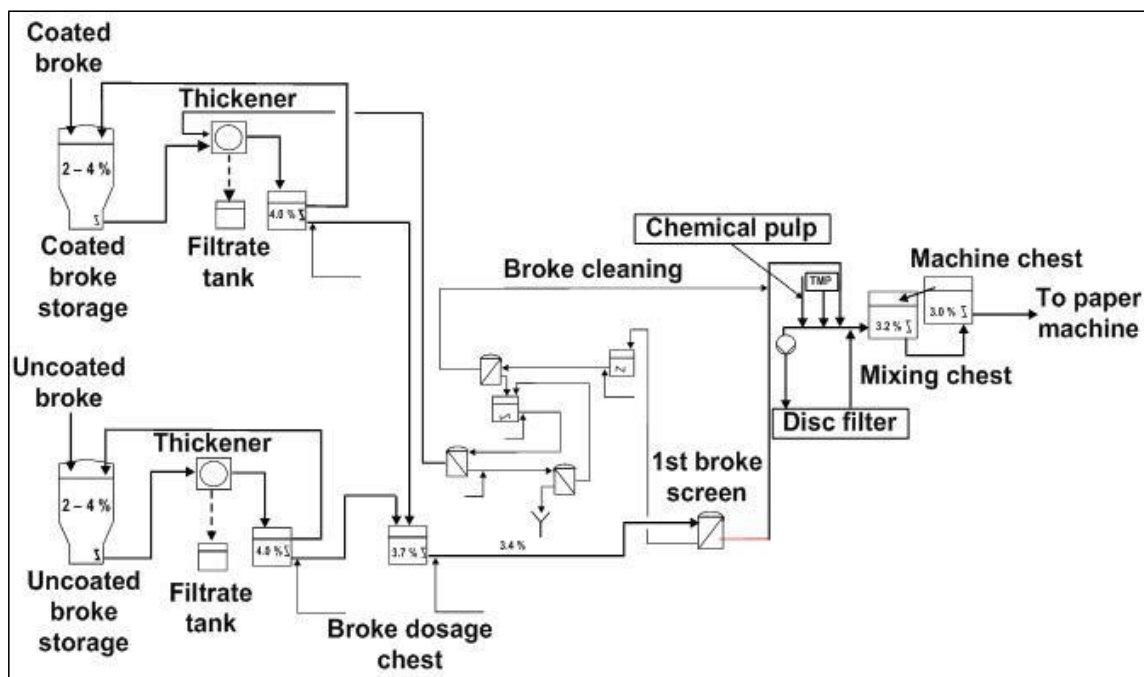 Coated
broke
Thickener
2 – 4 %
4.0 %
Coated
broke
storage
Filtrate
tank
Chemical pulp
Broke cleaning
TMP
Machine chest
3.0 %
To paper
machine
3.2 %
Mixing chest
Disc filter
Uncoated
broke
Thickener
2 – 4 %
4.0 %
Uncoated
broke
storage
Filtrate
tank
1st broke
screen
3.7 %
3.4 %
Broke dosage
chest